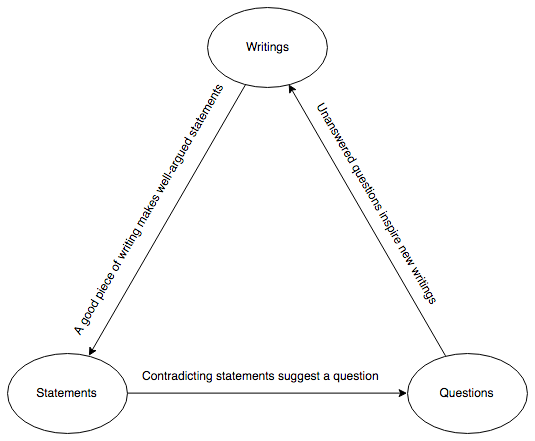 Writings
A good piece of writing makes well-argued statements
Unanswered questions inspire new writings
Contradicting statements suggest a question
Statements
Questions